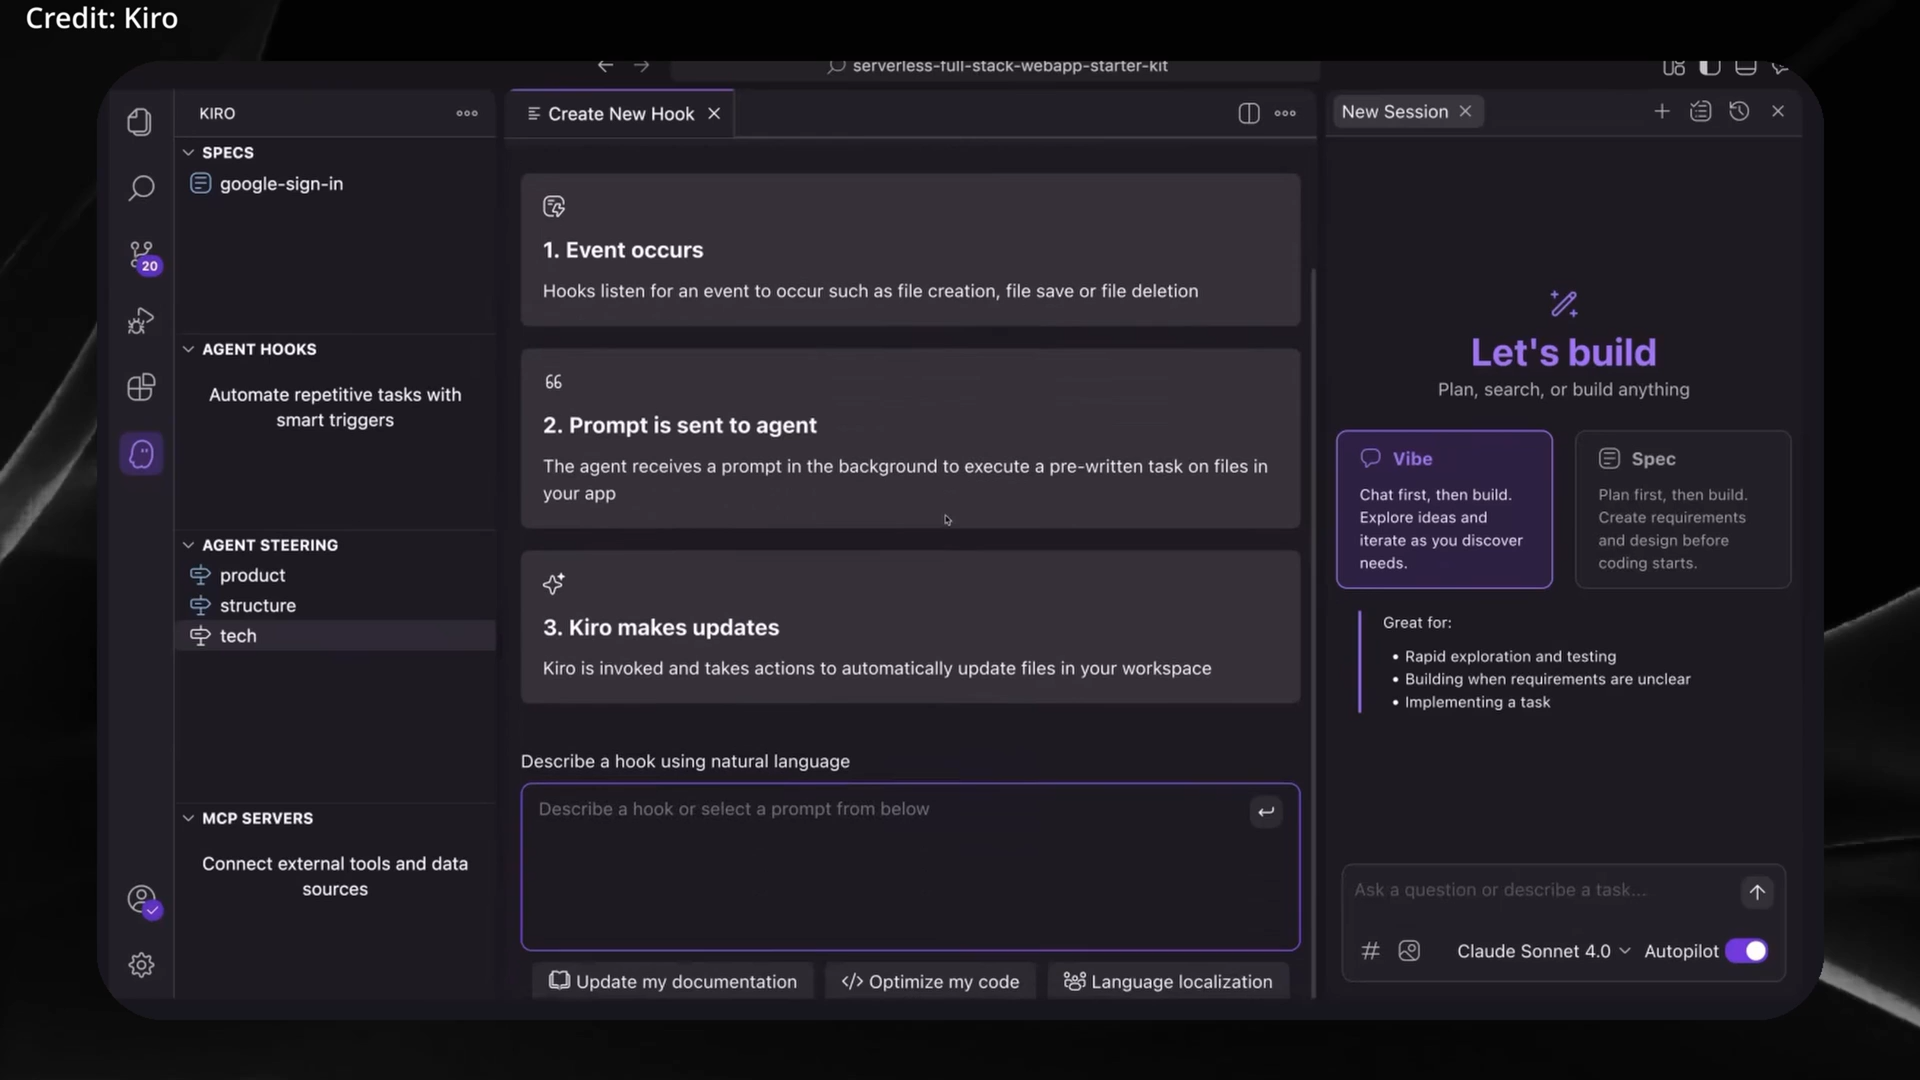 Credit: Kiro
serverless-full-stack-webapp-starter-kit
KIRO
SPECS
google-sign-in
20
AGENT HOOKS
Automate repetitive tasks with
smart triggers
AGENT STEERING
product
structure
tech
MCP SERVERS
Connect external tools and data
sources
Create New Hook
1. Event occurs
Hooks listen for an event to occur such as file creation, file save or file deletion
2. Prompt is sent to agent
The agent receives a prompt in the background to execute a pre-written task on files in
your app
3. Kiro makes updates
Kiro is invoked and takes actions to automatically update files in your workspace
Describe a hook using natural language
Describe a hook or select a prompt from below
Update my documentation
</> Optimize my code
Language localization
New Session
Let's build
Plan, search, or build anything
Vibe
Chat first, then build.
Explore ideas and
iterate as you discover
needs.
Spec
Plan first, then build.
Create requirements
and design before
coding starts.
Great for:
• Rapid exploration and testing
• Building when requirements are unclear
• Implementing a task
Ask a question or describe a task...
# Claude Sonnet 4.0 Autopilot